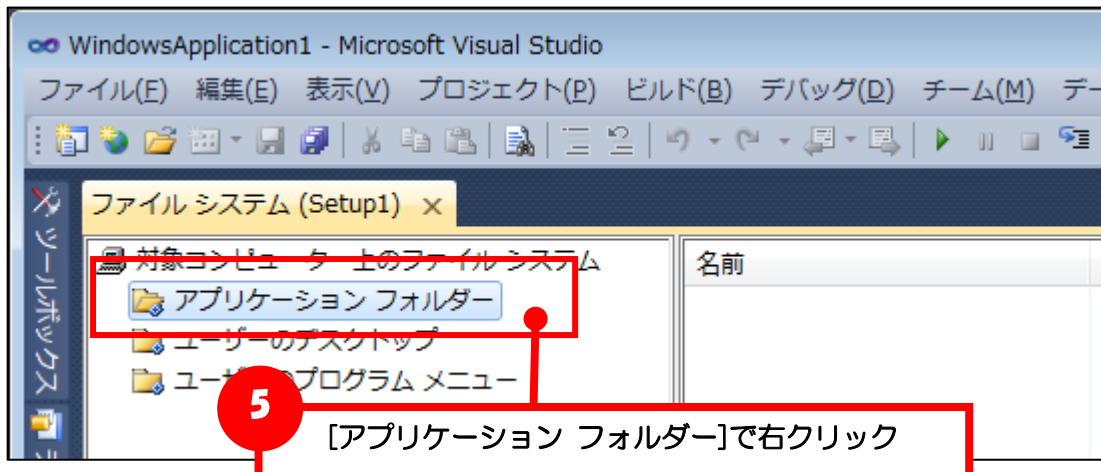 WindowsApplication1 - Microsoft Visual Studio
ファイル(F) 編集(E) 表示(V) プロジェクト(P) ビルド(B) デバッグ(D) チーム(M) デー
ツールボックス
ファイル システム (Setup1) ×
対象コンピューター上のファイル システム
名前
アプリケーション フォルダー
ユーザーのデスクトップ
ユーザーのプログラム メニュー
5
[アプリケーション フォルダー]で右クリック